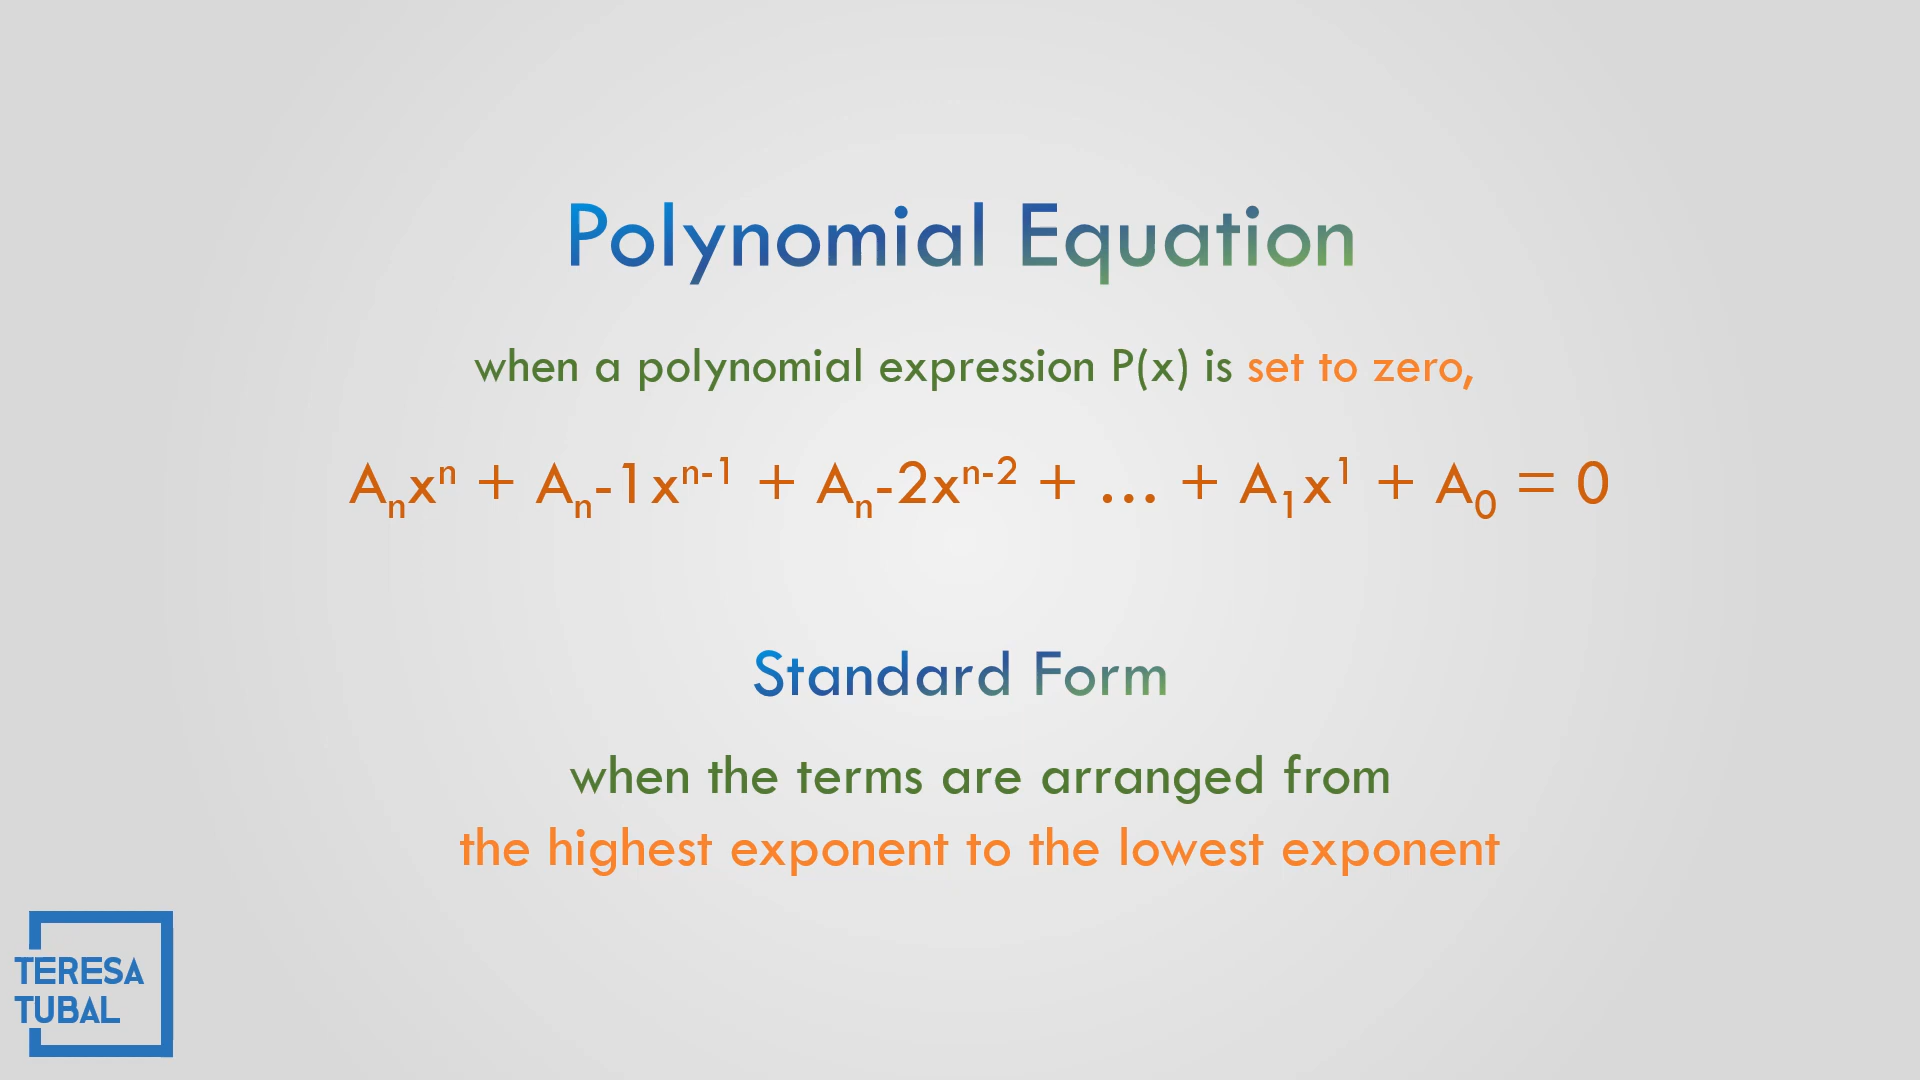 Polynomial Equation
when a polynomial expression P(x) is set to zero,
Aₙxⁿ + Aₙ-1xⁿ⁻¹ + Aₙ-2xⁿ⁻² + … + A₁x¹ + A₀ = 0
Standard Form
when the terms are arranged from
the highest exponent to the lowest exponent
TERESA
TUBAL